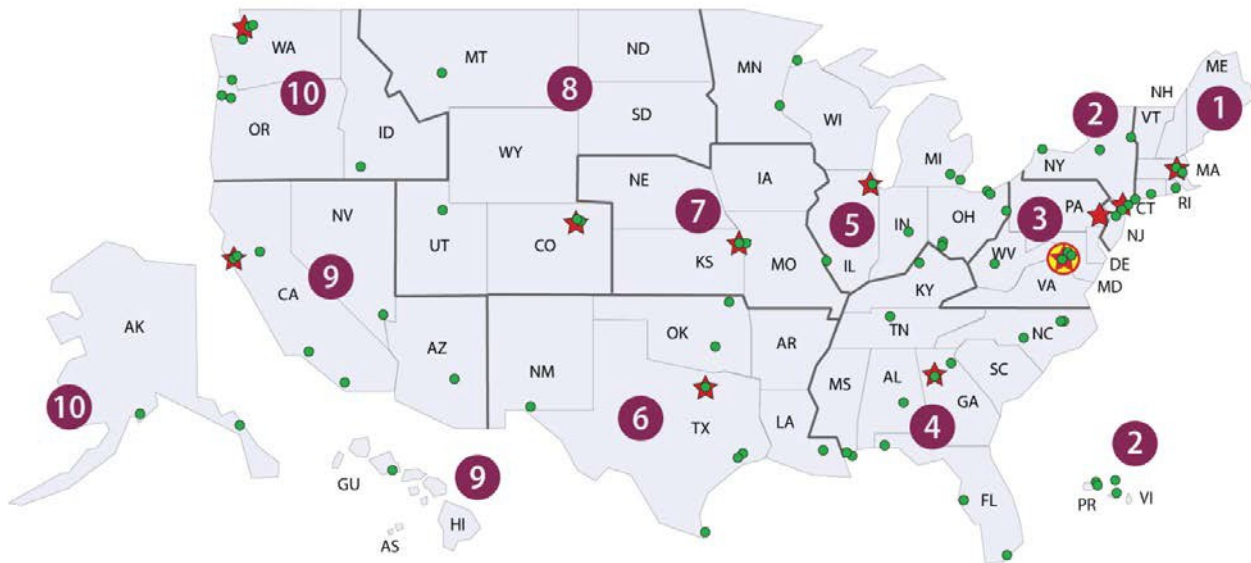 WA
MT
ND
MN
ME
10
8
SD
WI
MI
2
NH
VT
1
OR
ID
WY
NY
MA
NE
IA
RI
NV
UT
CO
7
5
IN
OH
3
PA
CT
NJ
KS
MO
IL
WV
DE
CA
9
KY
VA
MD
AK
AZ
NM
OK
AR
TN
NC
SC
10
6
TX
LA
MS
AL
GA
4
2
GU
9
FL
PR
VI
HI
AS